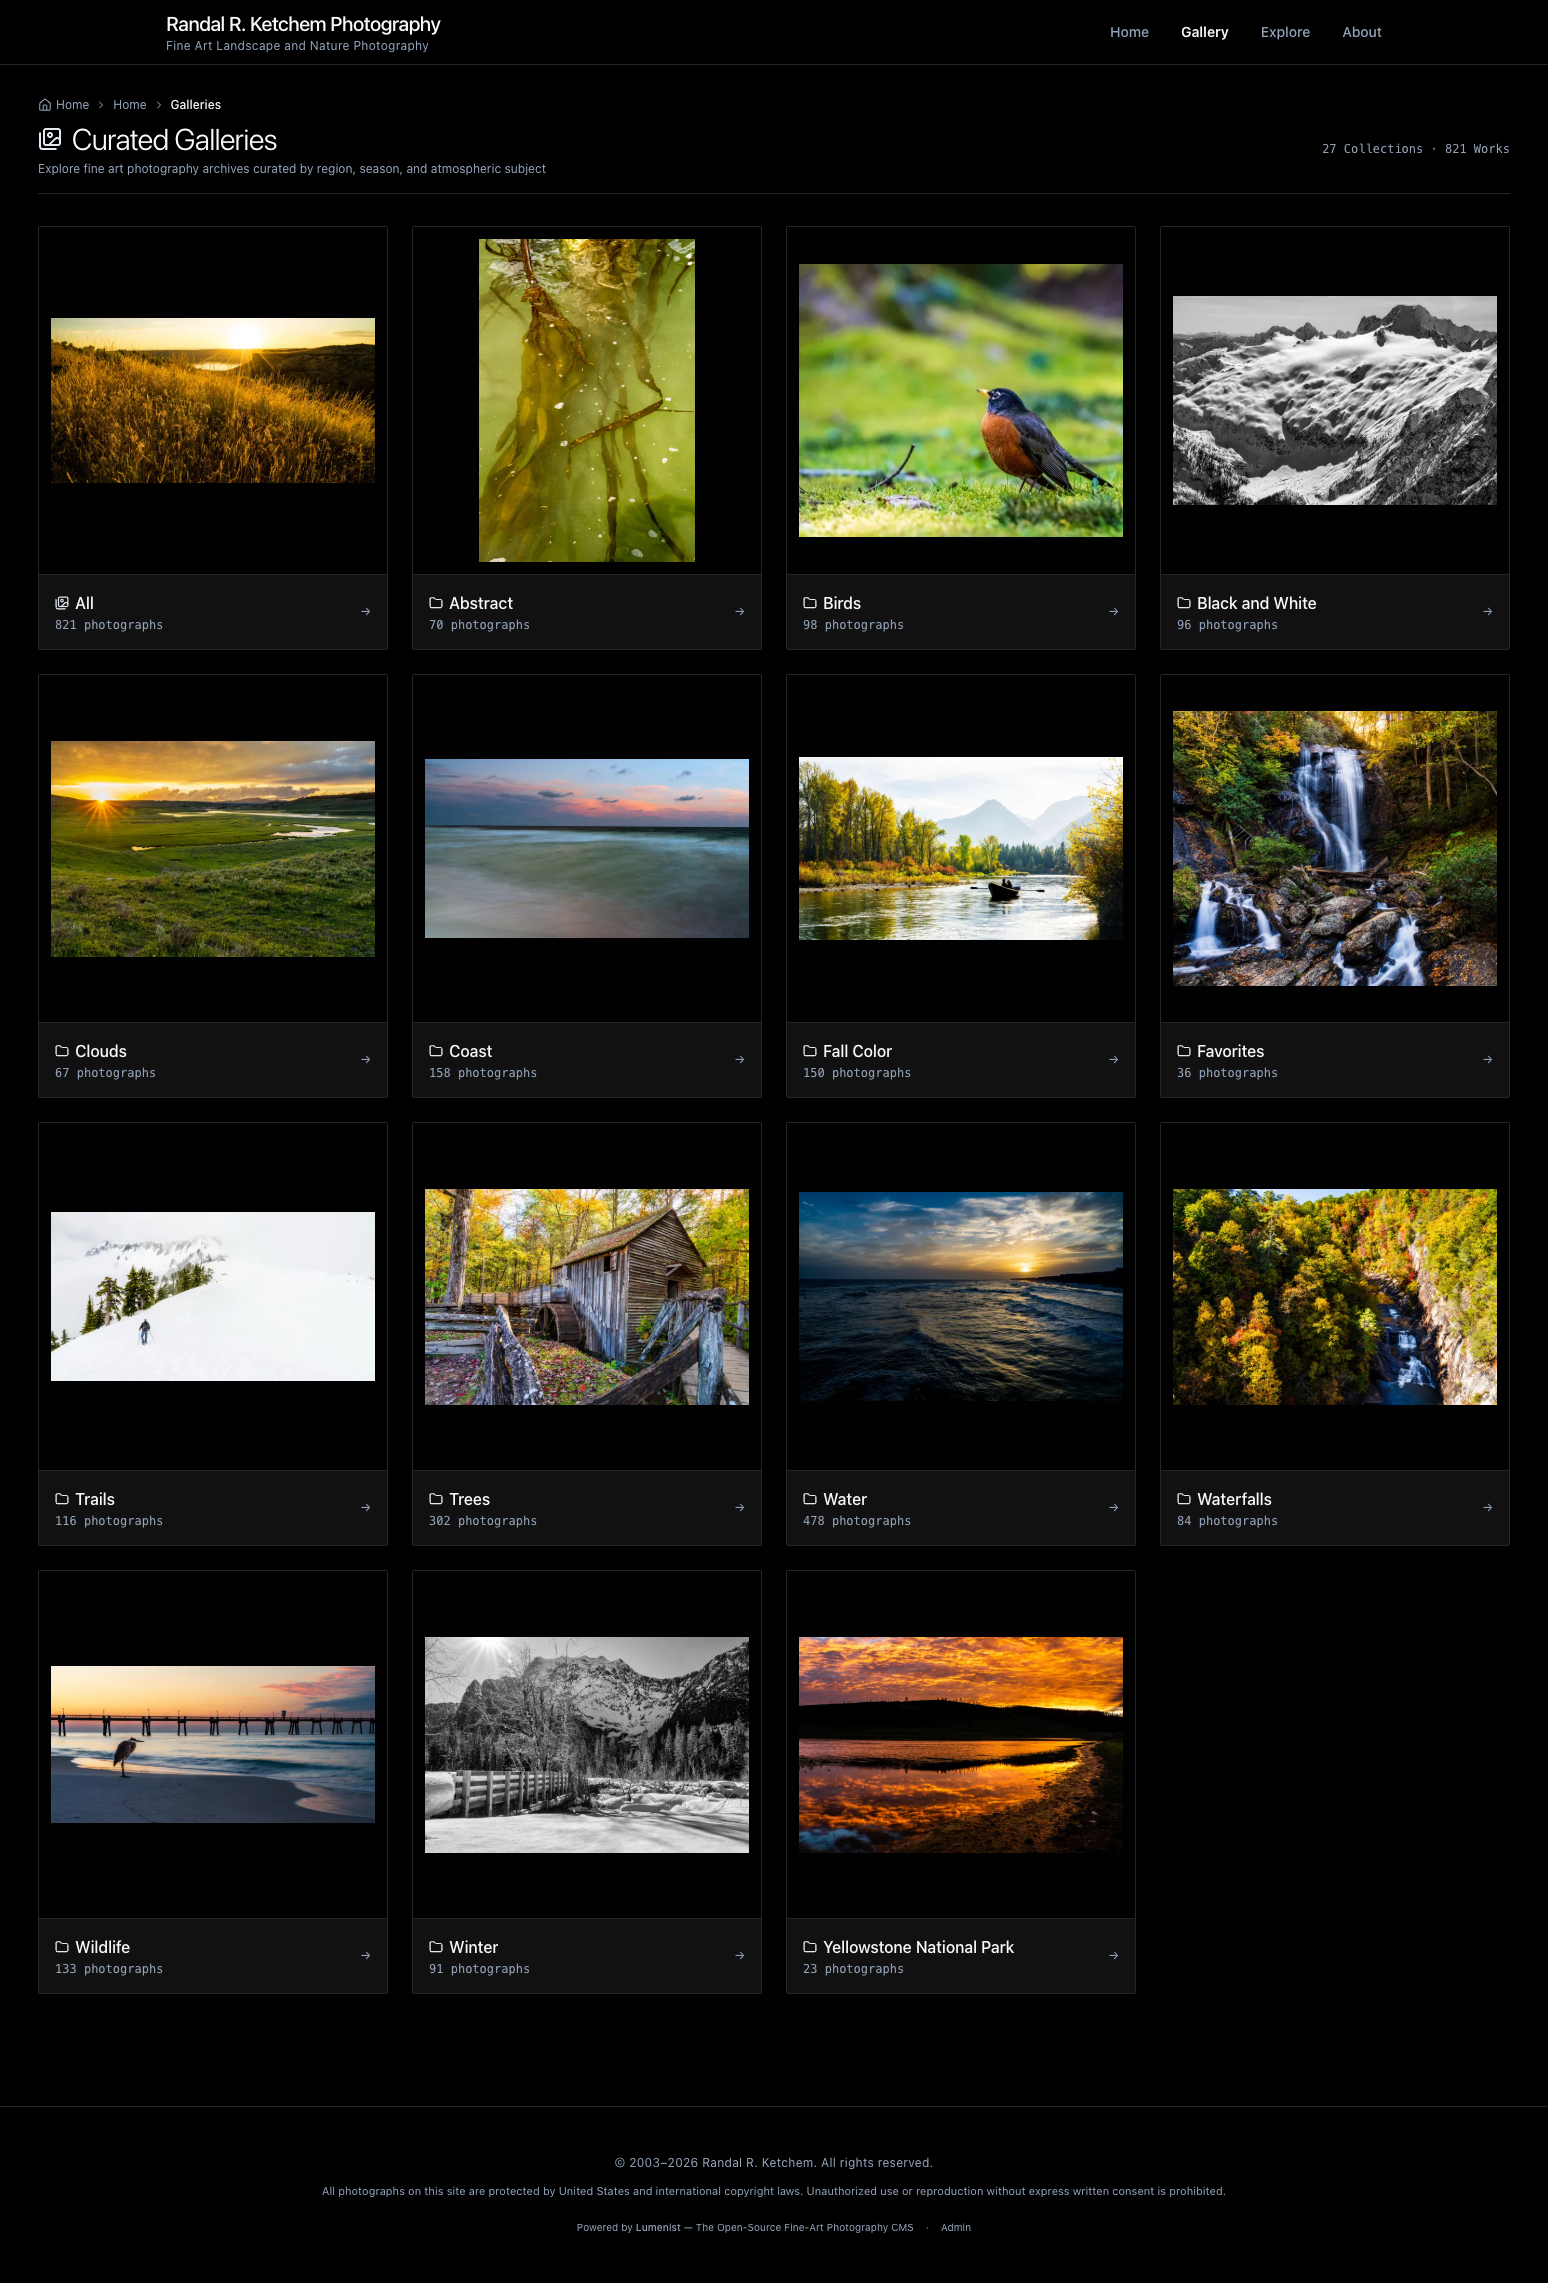 Randal R. Ketchem Photography
Fine Art Landscape and Nature Photography
Home
Gallery
Explore
About
Home > Home > Galleries
Curated Galleries
Explore fine art photography archives curated by region, season, and atmospheric subject
27 Collections · 821 Works
All
821 photographs
Abstract
70 photographs
Birds
98 photographs
Black and White
96 photographs
Clouds
67 photographs
Coast
158 photographs
Fall Color
150 photographs
Favorites
36 photographs
Trails
116 photographs
Trees
302 photographs
Water
478 photographs
Waterfalls
84 photographs
Wildlife
133 photographs
Winter
91 photographs
Yellowstone National Park
23 photographs
© 2003–2026 Randal R. Ketchem. All rights reserved.
All photographs on this site are protected by United States and international copyright laws. Unauthorized use or reproduction without express written consent is prohibited.
Powered by Lumenist — The Open-Source Fine-Art Photography CMS · Admin